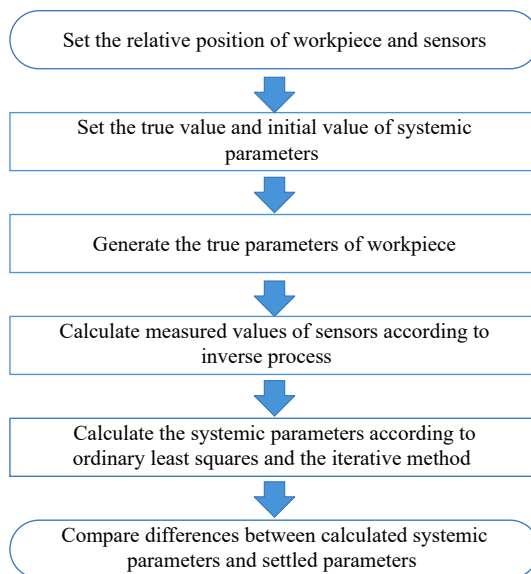 Set the relative position of workpiece and sensors
Set the true value and initial value of systemic
parameters
Generate the true parameters of workpiece
Calculate measured values of sensors according to
inverse process
Calculate the systemic parameters according to
ordinary least squares and the iterative method
Compare differences between calculated systemic
parameters and settled parameters